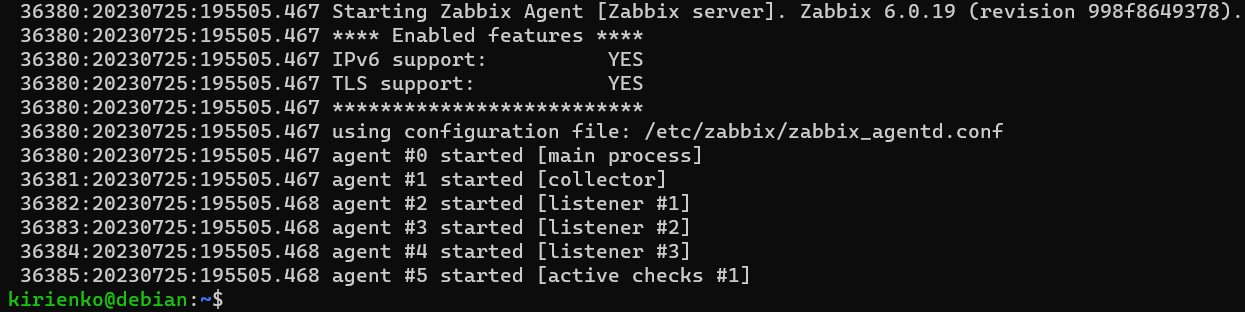 36380:20230725:195505.467 Starting Zabbix Agent [Zabbix server]. Zabbix 6.0.19 (revision 998f8649378).
36380:20230725:195505.467 **** Enabled features ****
36380:20230725:195505.467 IPv6 support:          YES
36380:20230725:195505.467 TLS support:           YES
36380:20230725:195505.467 **************************
36380:20230725:195505.467 using configuration file: /etc/zabbix/zabbix_agentd.conf
36380:20230725:195505.467 agent #0 started [main process]
36381:20230725:195505.467 agent #1 started [collector]
36382:20230725:195505.468 agent #2 started [listener #1]
36383:20230725:195505.468 agent #3 started [listener #2]
36384:20230725:195505.468 agent #4 started [listener #3]
36385:20230725:195505.468 agent #5 started [active checks #1]
kirienko@debian:~$